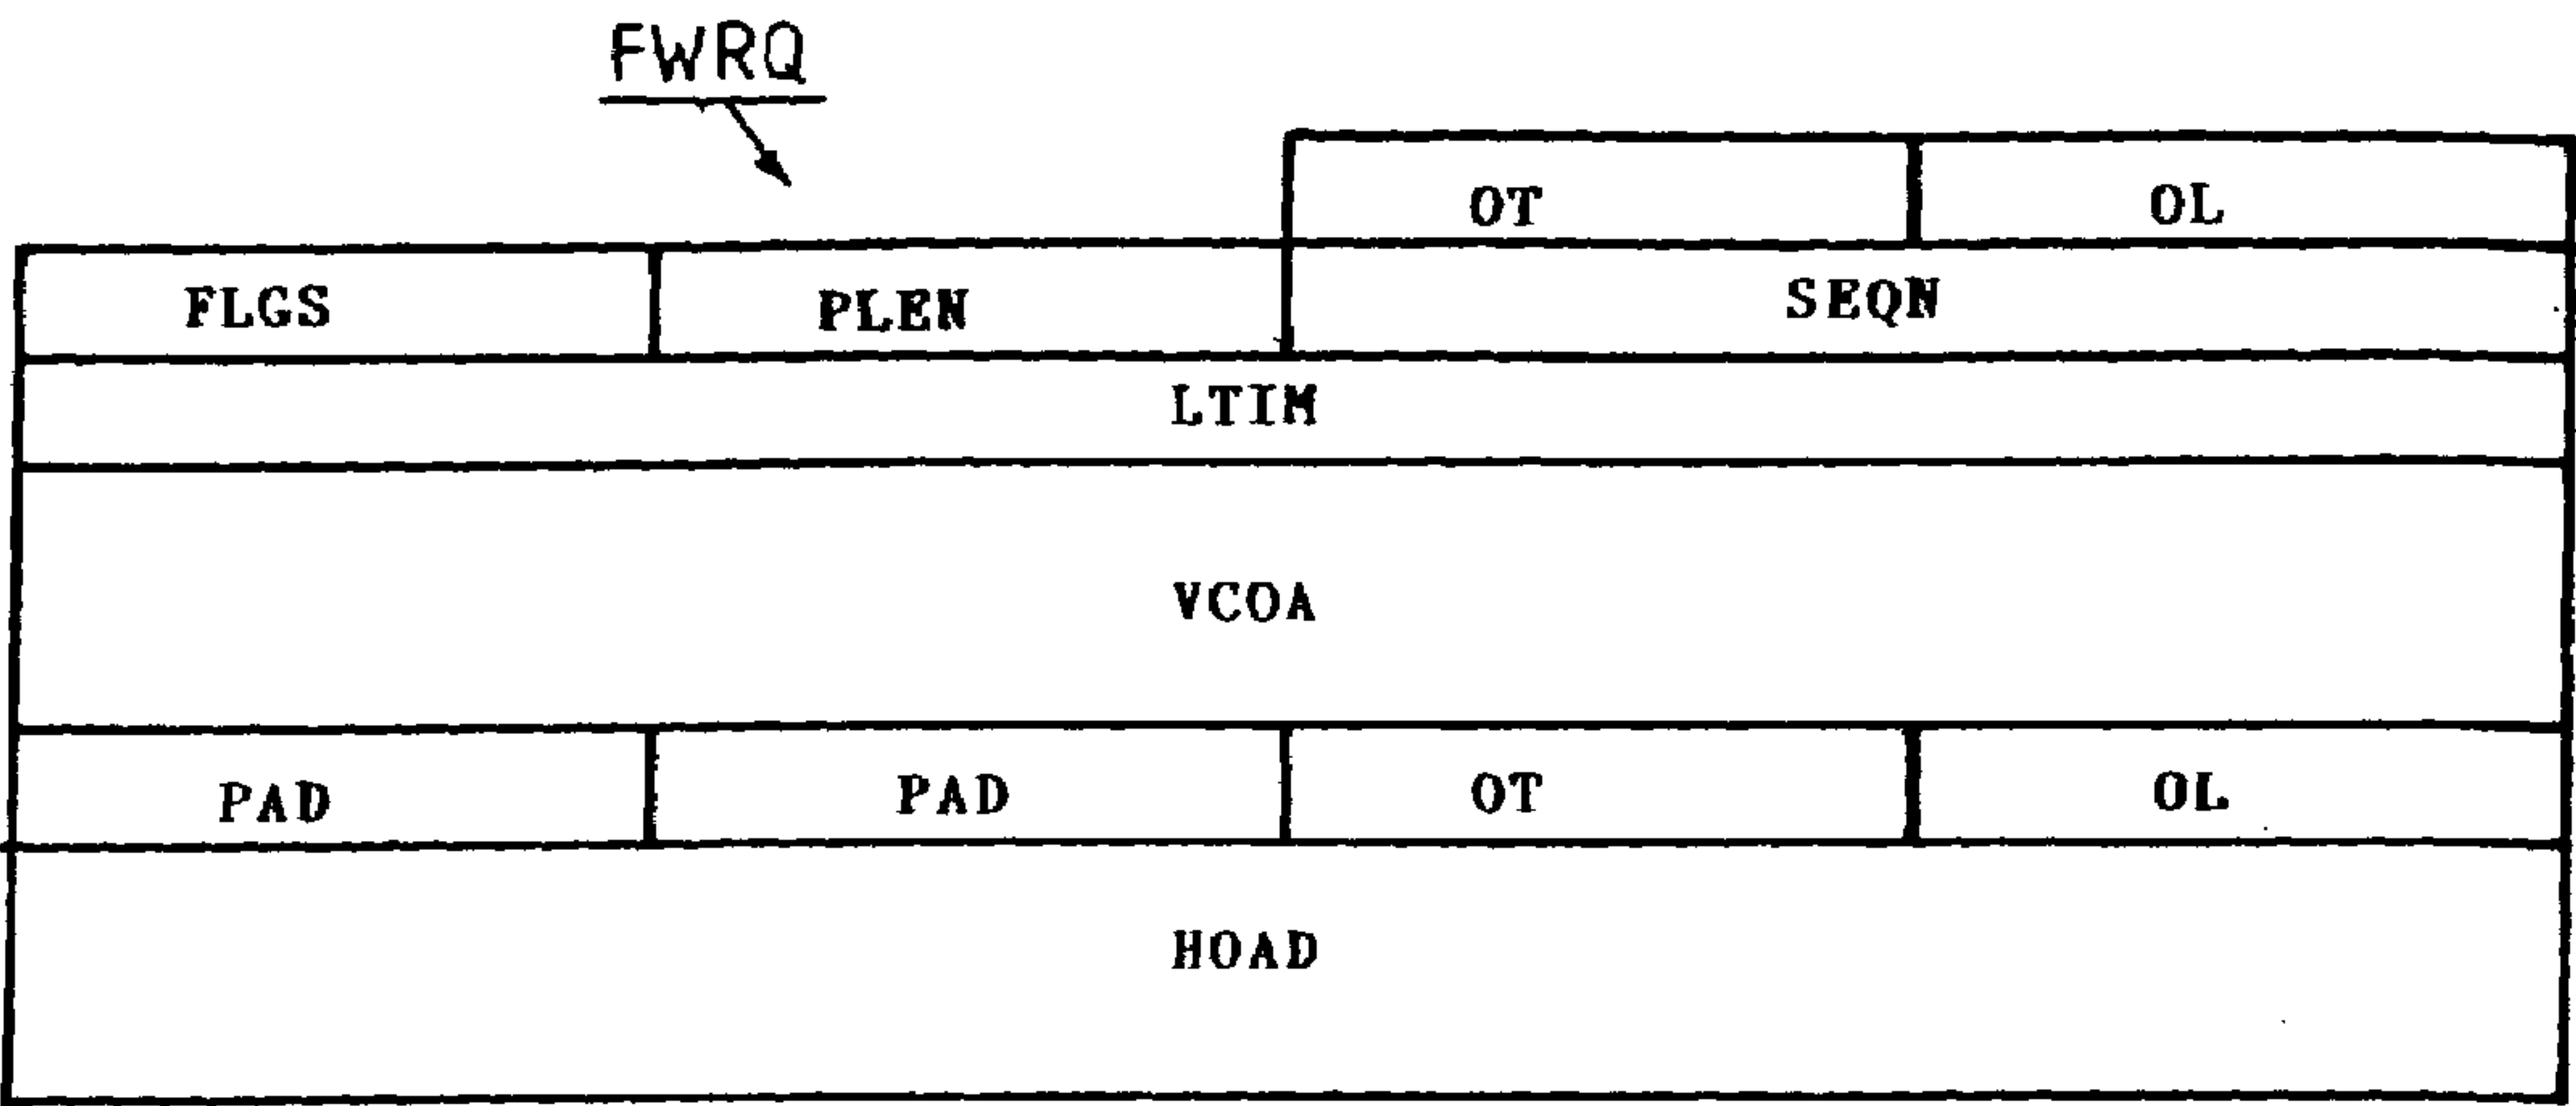 FWRQ
OT OL
FLGS PLEN SEQN
LTIM
VCOA
PAD PAD OT OL
HOAD